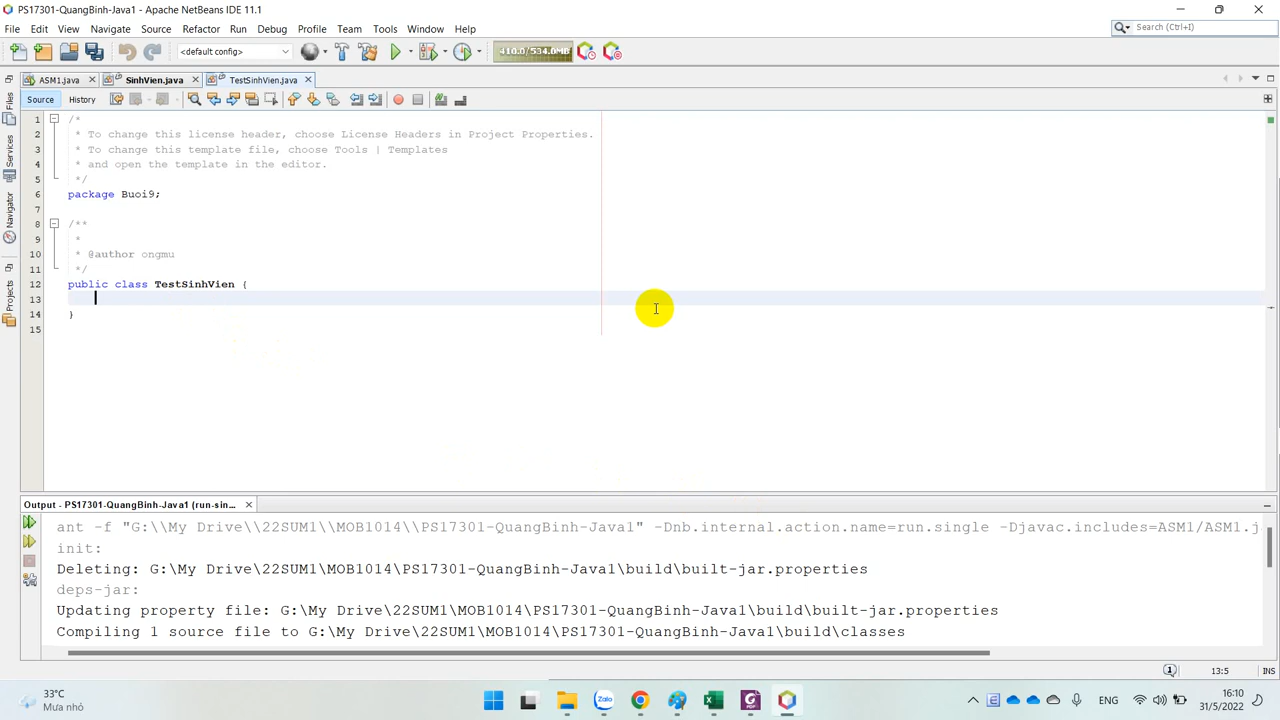 PS17301-QuangBinh-Java1 - Apache NetBeans IDE 11.1
File Edit View Navigate Source Refactor Run Debug Profile Team Tools Window Help
Search (Ctrl+I)
<default config>
410.0/534.0MB
ASM1.java SinhVien.java TestSinhVien.java
Source History
1 /*
2 * To change this license header, choose License Headers in Project Properties.
3 * To change this template file, choose Tools | Templates
4 * and open the template in the editor.
5 */
6 package Buoi9;
7
8 /**
9 *
10 * @author ongmu
11 */
12 public class TestSinhVien {
13
14 }
15
Files
Services
Navigator
Projects
Output - PS17301-QuangBinh-Java1 (run-sin...
ant -f "G:\\My Drive\\22SUM1\\MOB1014\\PS17301-QuangBinh-Java1" -Dnb.internal.action.name=run.single -Djavac.includes=ASM1/ASM1.j
init:
Deleting: G:\My Drive\22SUM1\MOB1014\PS17301-QuangBinh-Java1\build\built-jar.properties
deps-jar:
Updating property file: G:\My Drive\22SUM1\MOB1014\PS17301-QuangBinh-Java1\build\built-jar.properties
Compiling 1 source file to G:\My Drive\22SUM1\MOB1014\PS17301-QuangBinh-Java1\build\classes
1 13:5 INS
33°C
Mưa nhỏ
Zalo
PDF
ENG
16:10
31/5/2022